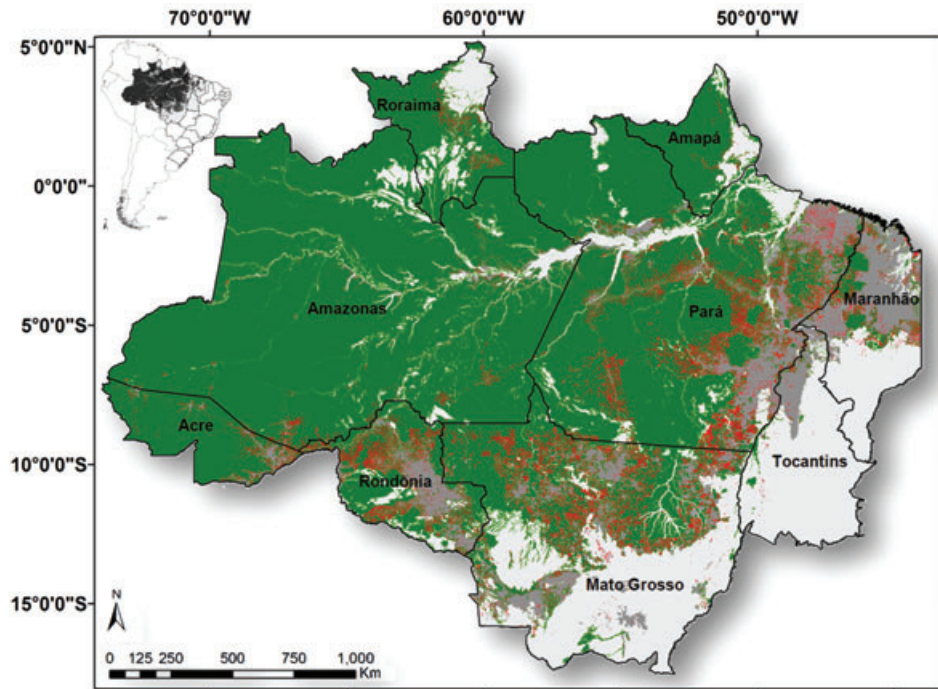 70°0'0"W 60°0'0"W 50°0'0"W
5°0'0"N
Roraima
Amapá
0°0'0"
Maranhão
Amazonas
Pará
5°0'0"S
Acre
Tocantins
10°0'0"S
Rondônia
Mato Grosso
15°0'0"S
N
0 125 250 500 750 1,000
Km